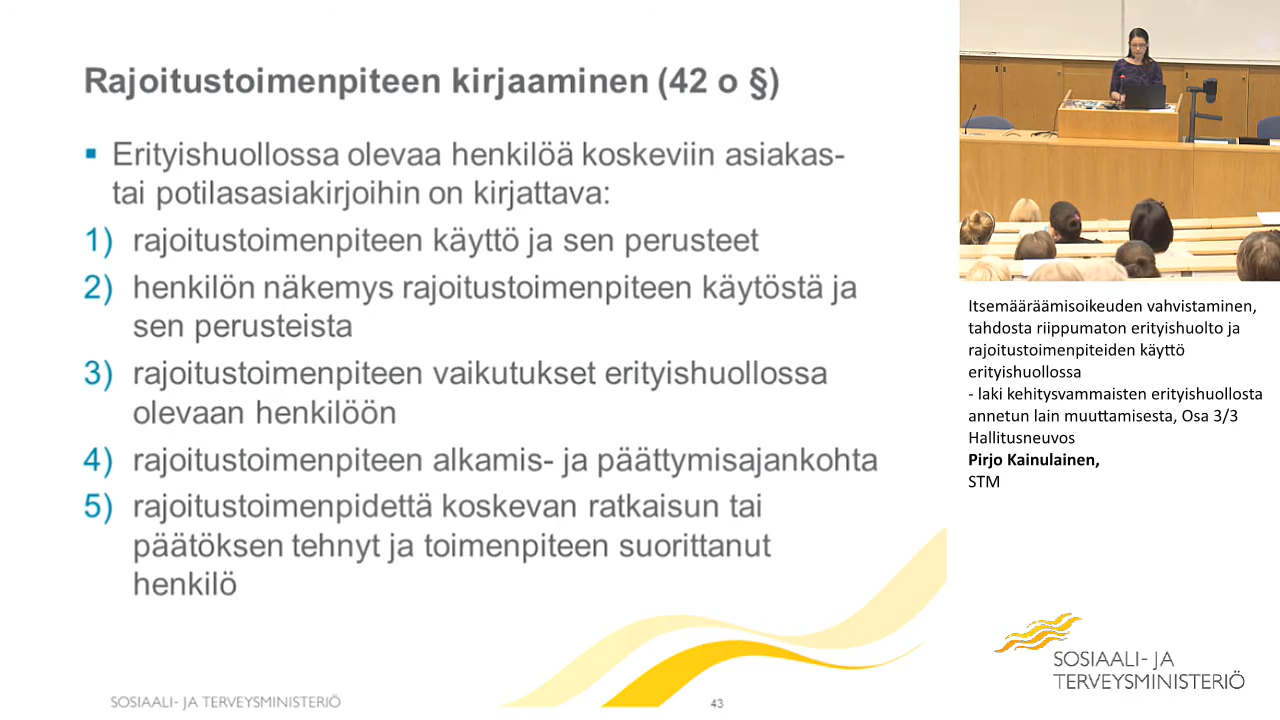 Rajoitustoimenpiteen kirjaaminen (42 o §)
Erityishuollossa olevaa henkilöä koskeviin asiakas-
tai potilasasiakirjoihin on kirjattava:
1) rajoitustoimenpiteen käyttö ja sen perusteet
2) henkilön näkemys rajoitustoimenpiteen käytöstä ja
sen perusteista
3) rajoitustoimenpiteen vaikutukset erityishuollossa
olevaan henkilöön
4) rajoitustoimenpiteen alkamis- ja päättymisajankohta
5) rajoitustoimenpidettä koskevan ratkaisun tai
päätöksen tehnyt ja toimenpiteen suorittanut
henkilö
SOSIAALI- JA TERVEYSMINISTERIÖ
43
Itsemääräämisoikeuden vahvistaminen,
tahdosta riippumaton erityishuolto ja
rajoitustoimenpiteiden käyttö
erityishuollossa
- laki kehitysvammaisten erityishuollosta
annetun lain muuttamisesta, Osa 3/3
Hallitusneuvos
Pirjo Kainulainen,
STM
SOSIAALI- JA
TERVEYSMINISTERIÖ